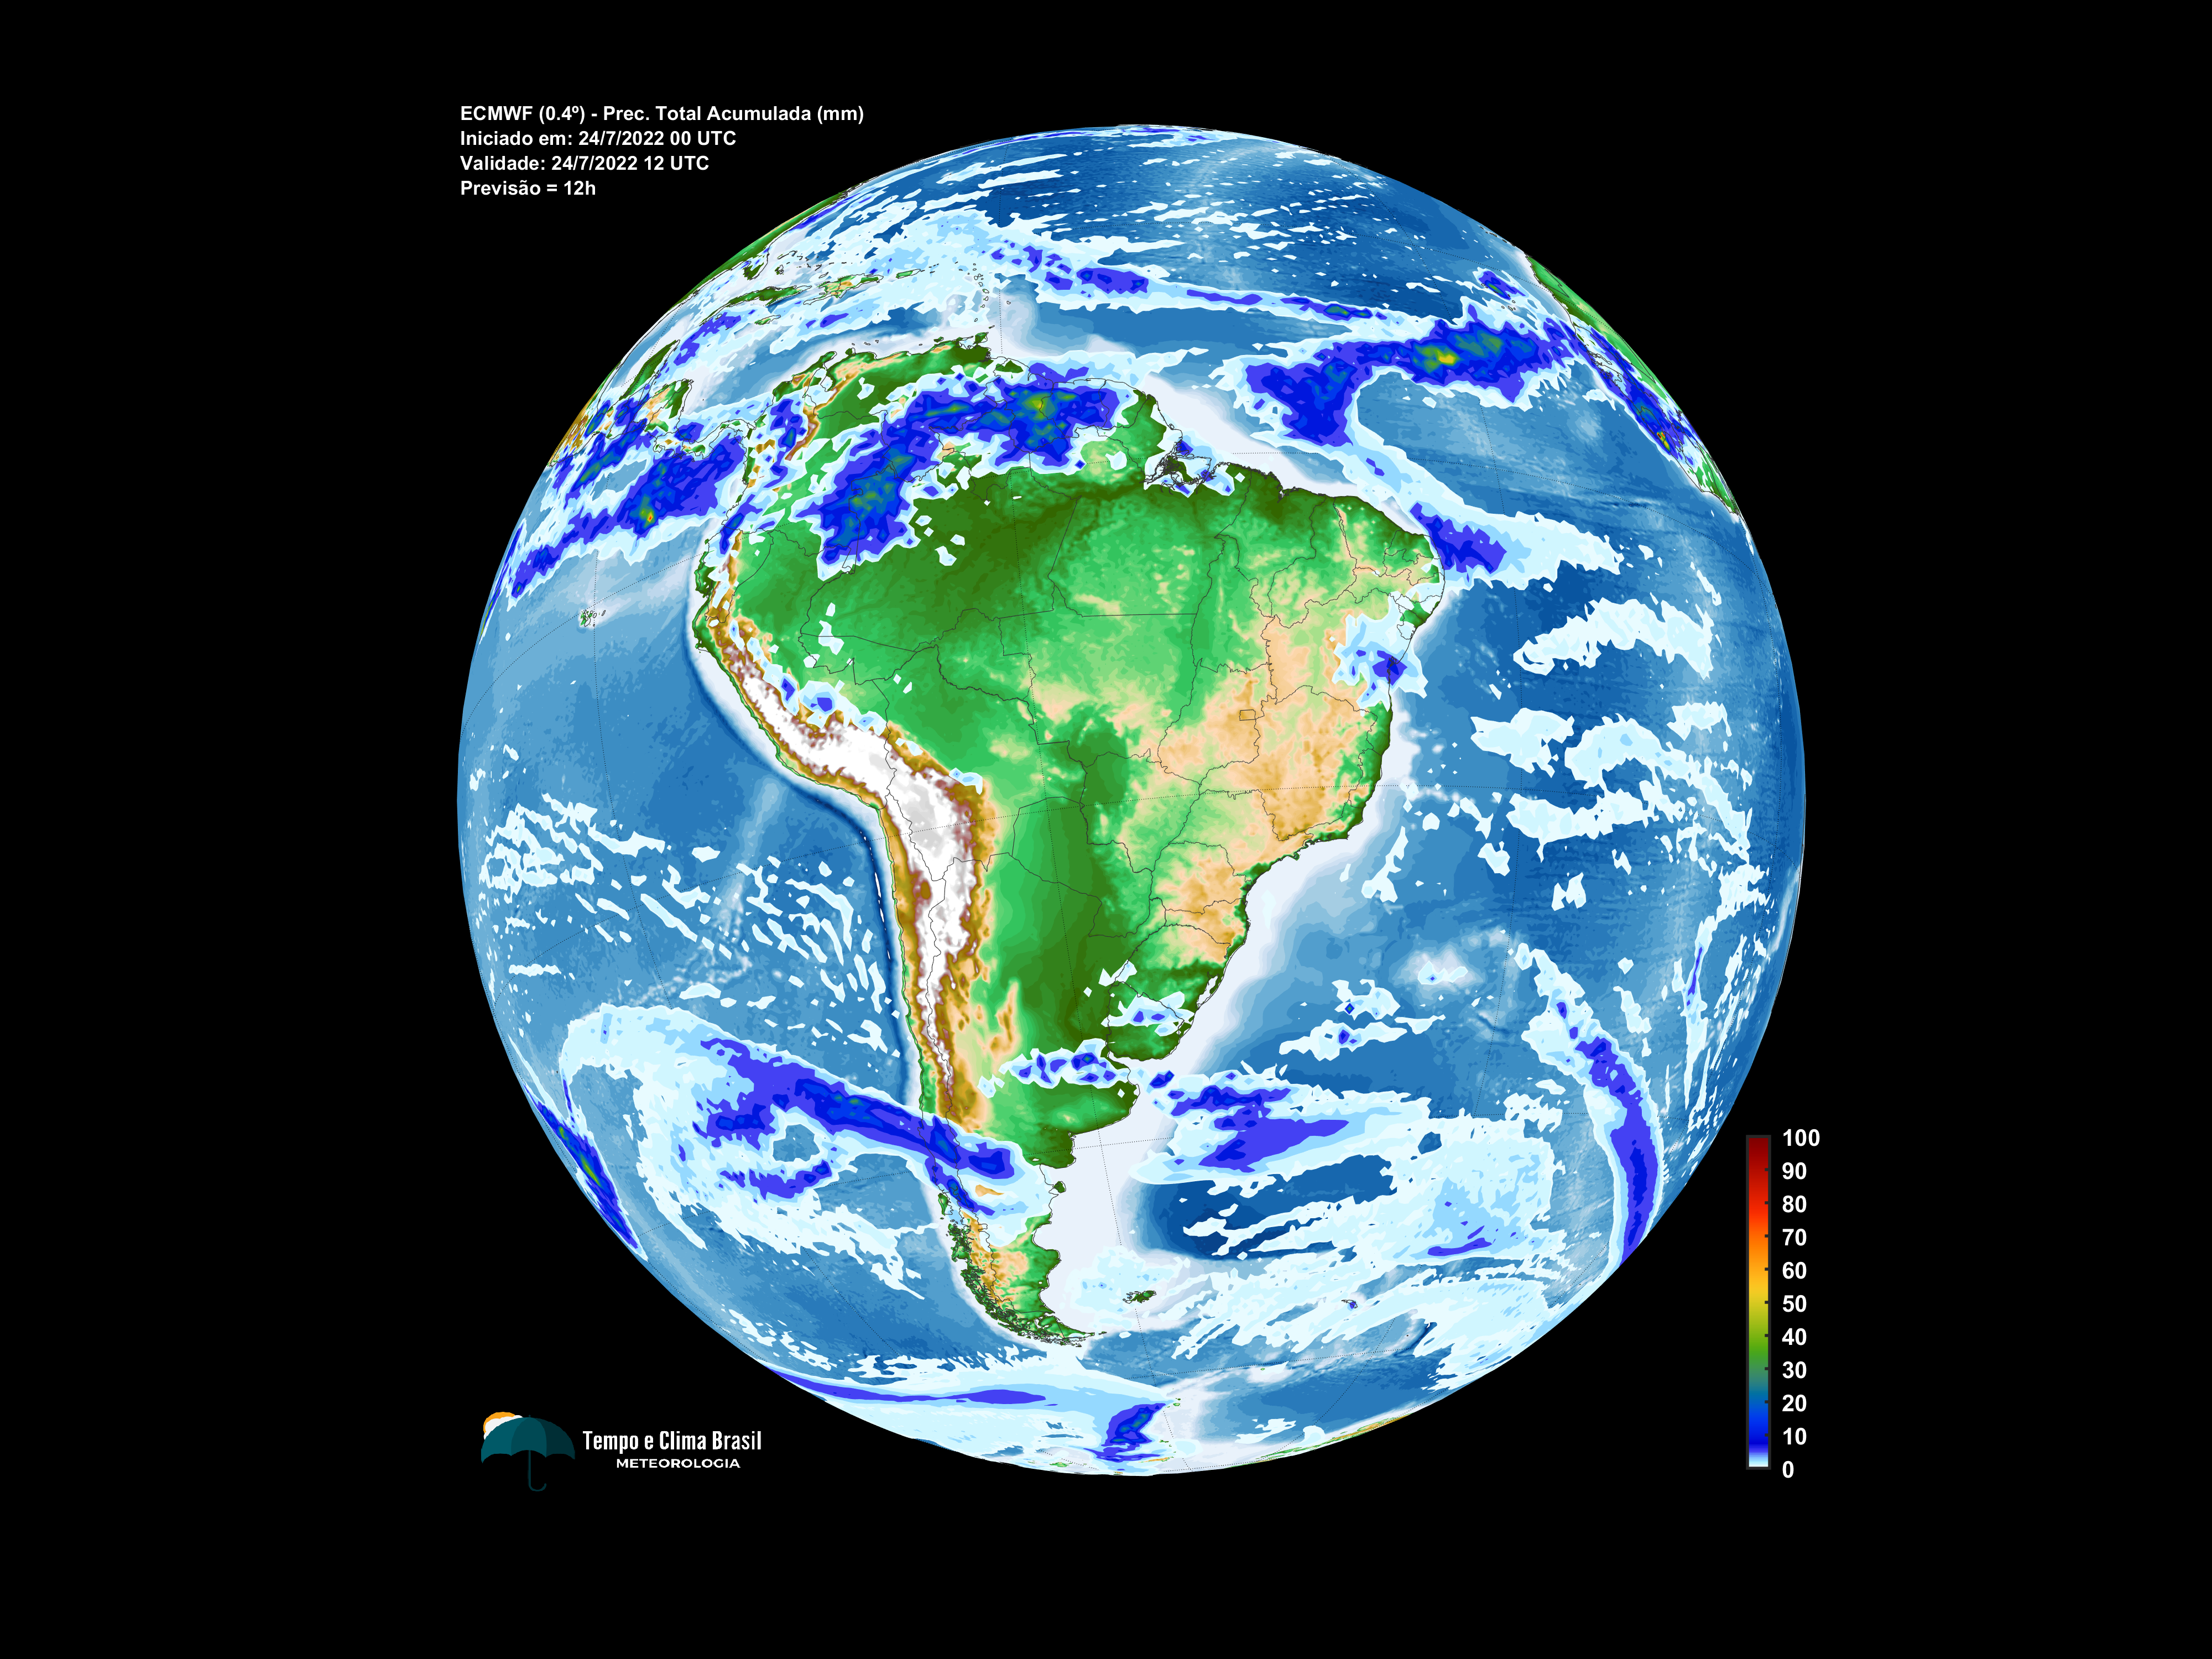 ECMWF (0.4º) - Prec. Total Acumulada (mm)
Iniciado em: 24/7/2022 00 UTC
Validade: 24/7/2022 12 UTC
Previsão = 12h
100
90
80
70
60
50
40
30
20
10
0
Tempo e Clima Brasil
METEOROLOGIA